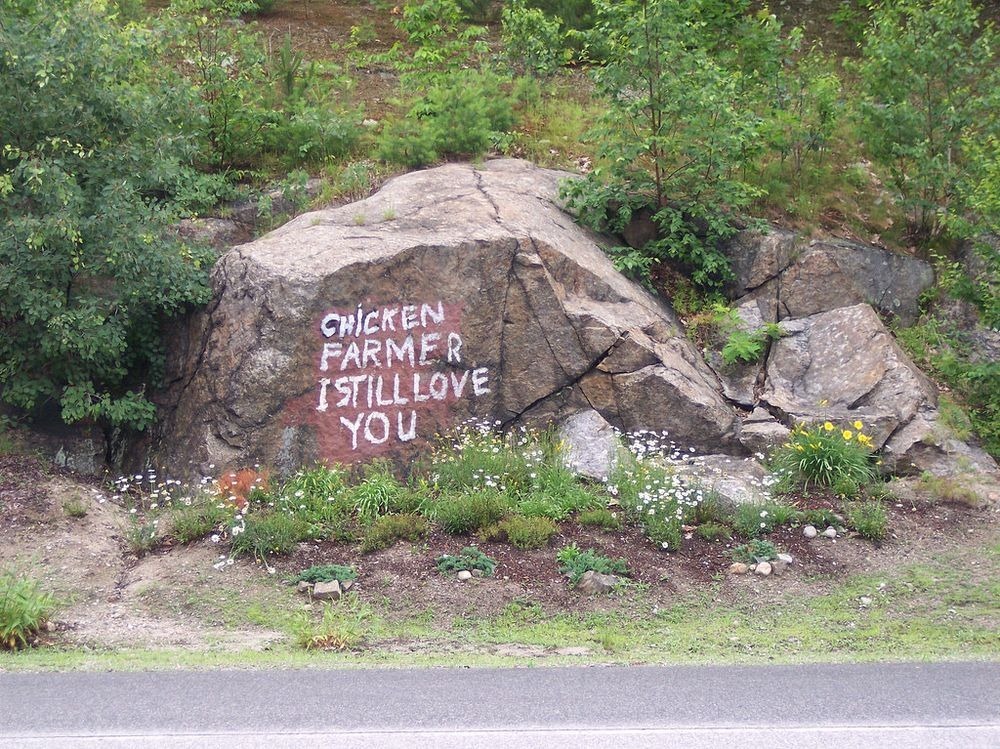 CHICKEN
FARMER
I STILL LOVE
YOU